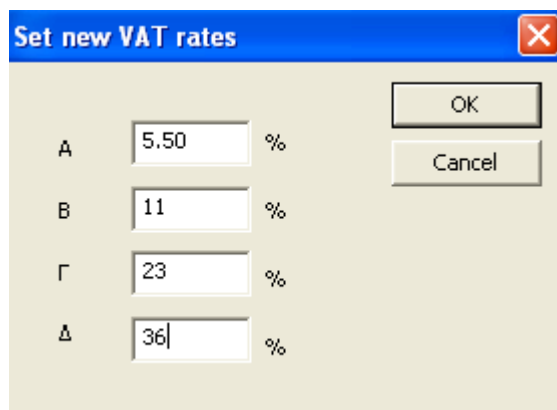 Set new VAT rates
OK
Α 5.50 %
Cancel
Β 11 %
Γ 23 %
Δ 36 %